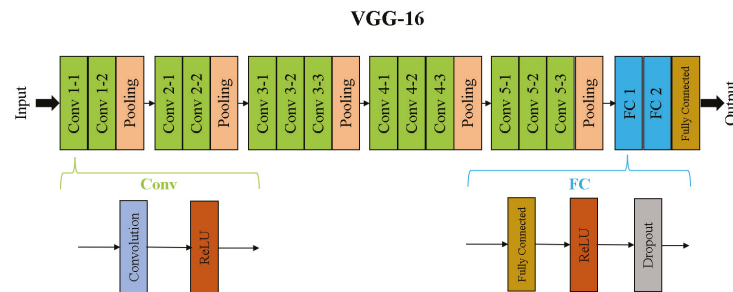 VGG-16
Input
Conv 1-1
Conv 1-2
Pooling
Conv 2-1
Conv 2-2
Pooling
Conv 3-1
Conv 3-2
Conv 3-3
Pooling
Conv 4-1
Conv 4-2
Conv 4-3
Pooling
Conv 5-1
Conv 5-2
Conv 5-3
Pooling
FC 1
FC 2
Fully Connected
Output
Conv
FC
Convolution
ReLU
Fully Connected
ReLU
Dropout